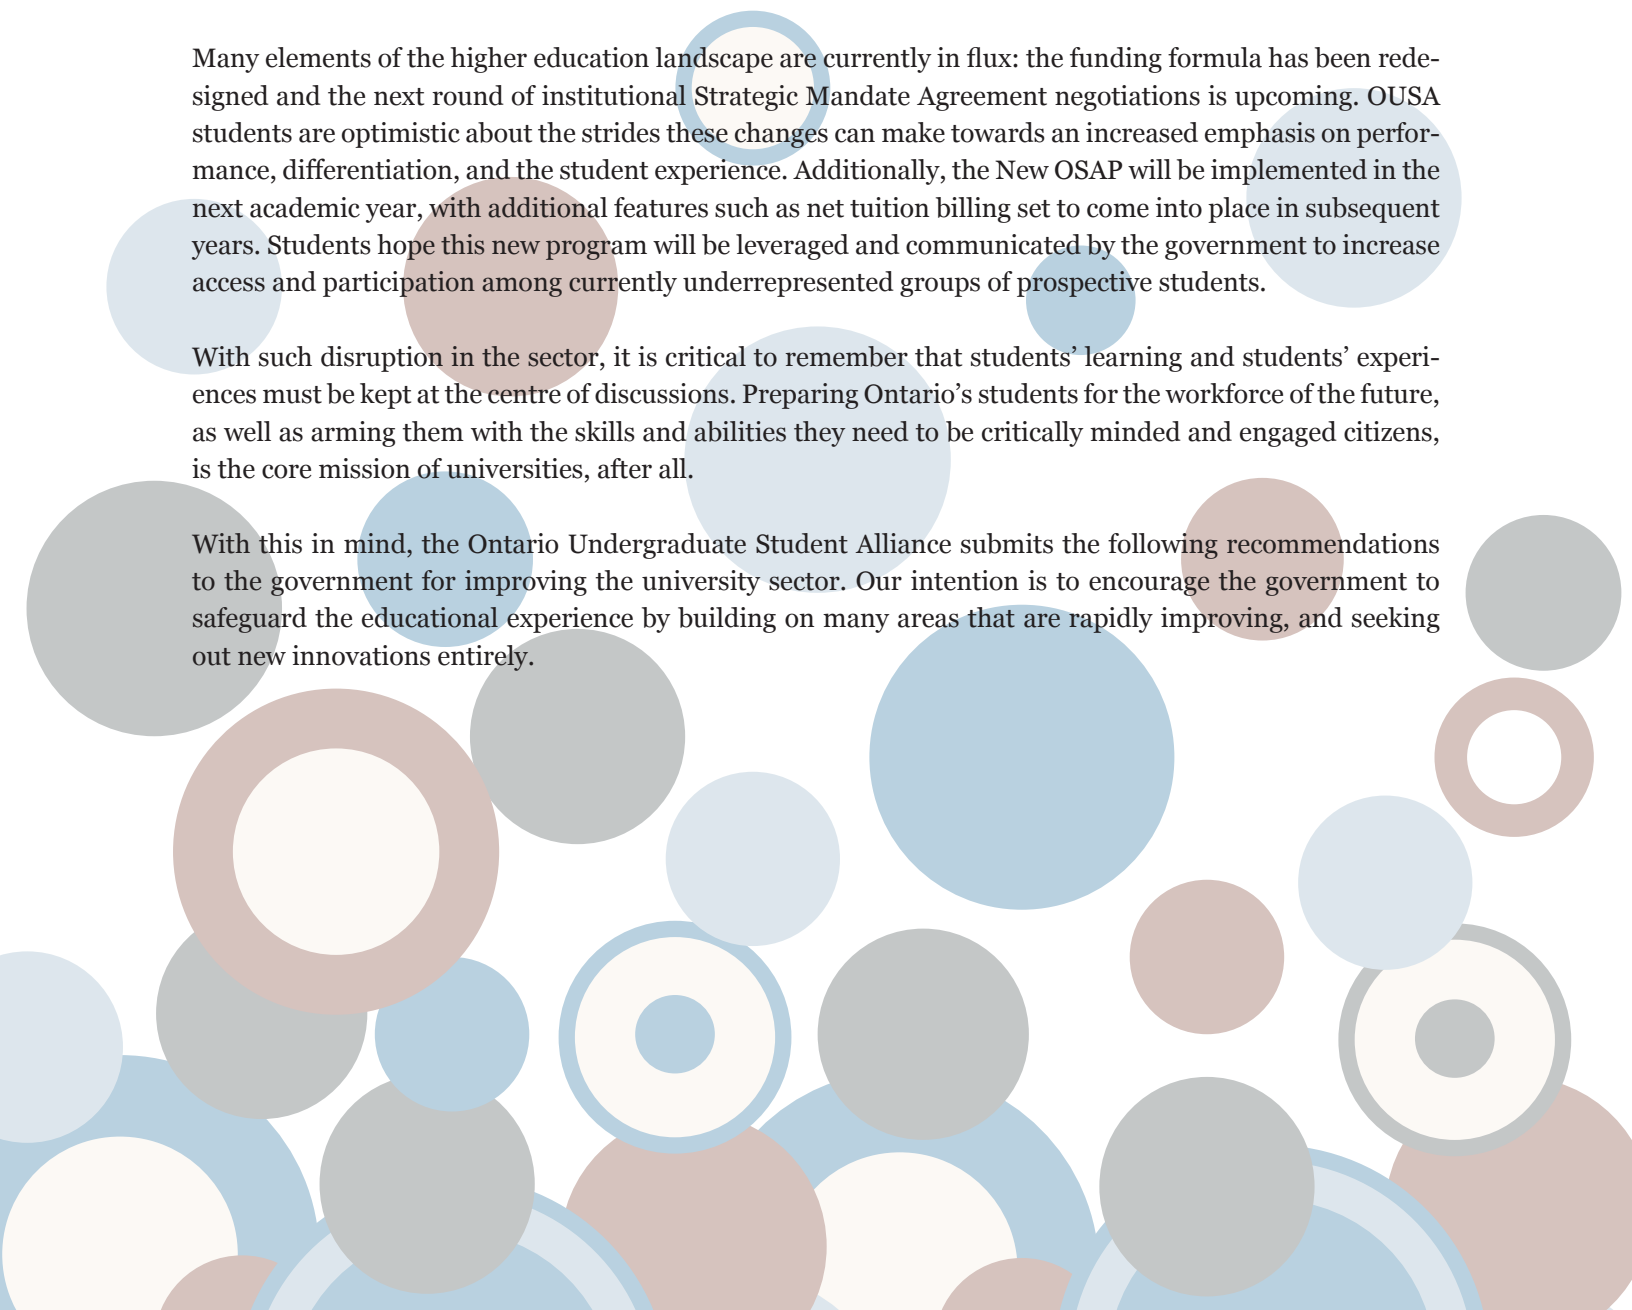 Many elements of the higher education landscape are currently in flux: the funding formula has been rede-
signed and the next round of institutional Strategic Mandate Agreement negotiations is upcoming. OUSA
students are optimistic about the strides these changes can make towards an increased emphasis on perfor-
mance, differentiation, and the student experience. Additionally, the New OSAP will be implemented in the
next academic year, with additional features such as net tuition billing set to come into place in subsequent
years. Students hope this new program will be leveraged and communicated by the government to increase
access and participation among currently underrepresented groups of prospective students.
With such disruption in the sector, it is critical to remember that students’ learning and students’ experi-
ences must be kept at the centre of discussions. Preparing Ontario’s students for the workforce of the future,
as well as arming them with the skills and abilities they need to be critically minded and engaged citizens,
is the core mission of universities, after all.
With this in mind, the Ontario Undergraduate Student Alliance submits the following recommendations
to the government for improving the university sector. Our intention is to encourage the government to
safeguard the educational experience by building on many areas that are rapidly improving, and seeking
out new innovations entirely.